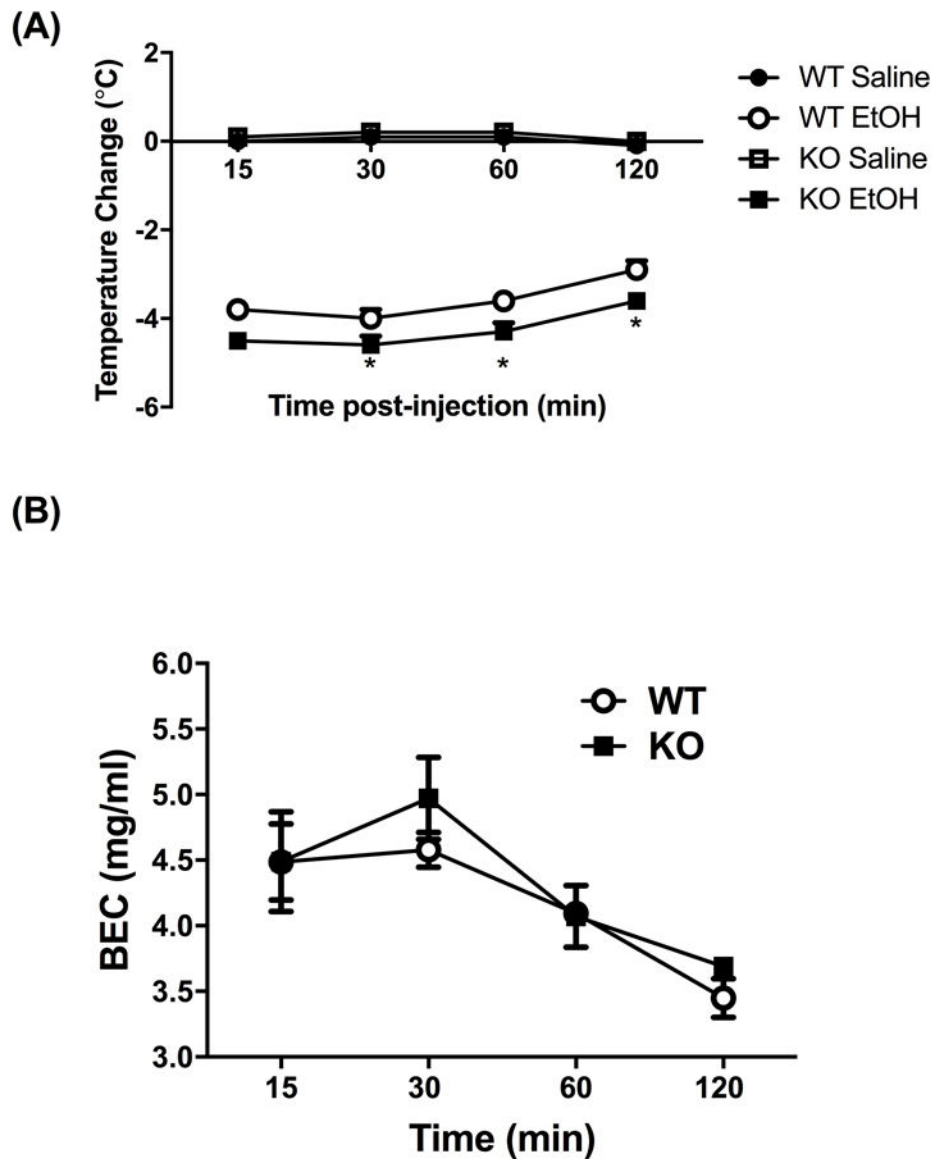 (A)
Temperature Change (°C)
2
0
-2
-4
-6
15 30 60 120
* * *
Time post-injection (min)
WT Saline
WT EtOH
KO Saline
KO EtOH
(B)
BEC (mg/ml)
6.0
5.5
5.0
4.5
4.0
3.5
3.0
WT
KO
15 30 60 120
Time (min)